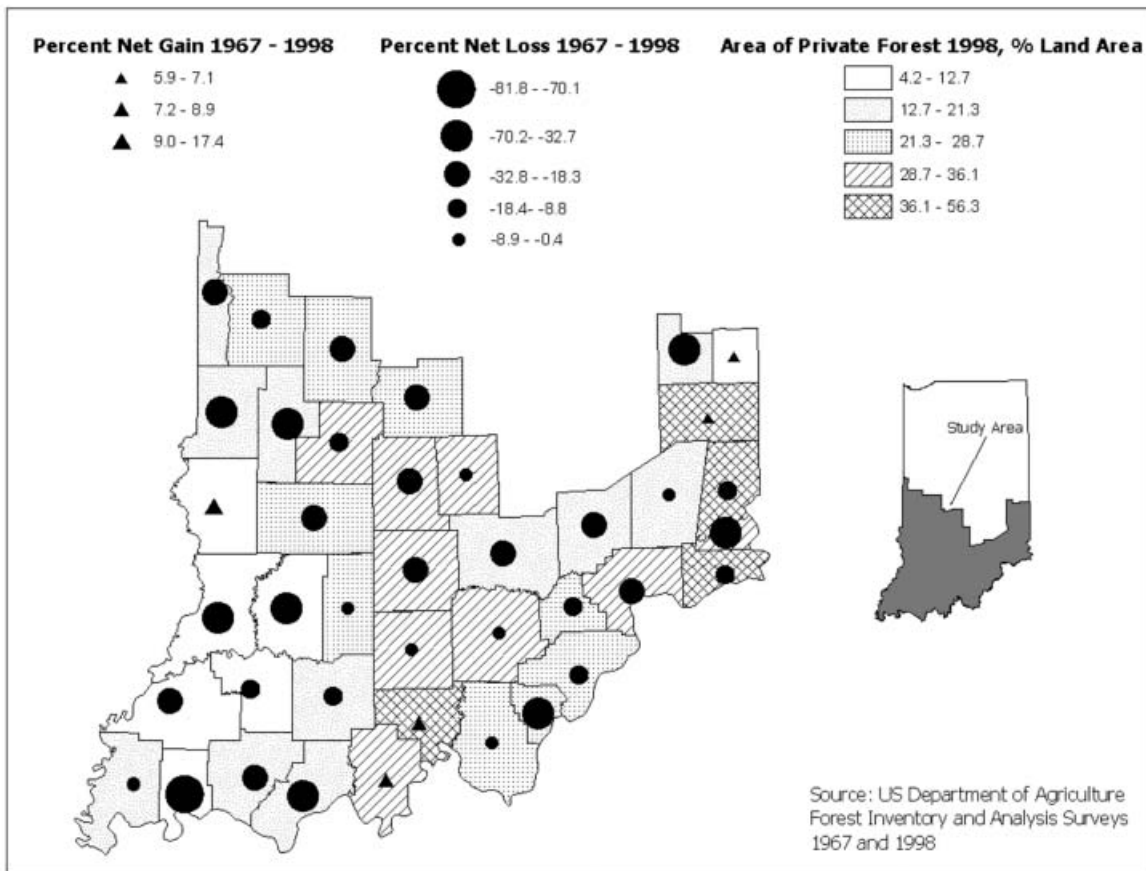 Percent Net Gain 1967 - 1998
5.9 - 7.1
7.2 - 8.9
9.0 - 17.4
Percent Net Loss 1967 - 1998
-81.8 - -70.1
-70.2- -32.7
-32.8 - -18.3
-18.4- -8.8
-8.9 - -0.4
Area of Private Forest 1998, % Land Area
4.2 - 12.7
12.7 - 21.3
21.3 - 28.7
28.7 - 36.1
36.1 - 56.3
Study Area
Source: US Department of Agriculture
Forest Inventory and Analysis Surveys
1967 and 1998